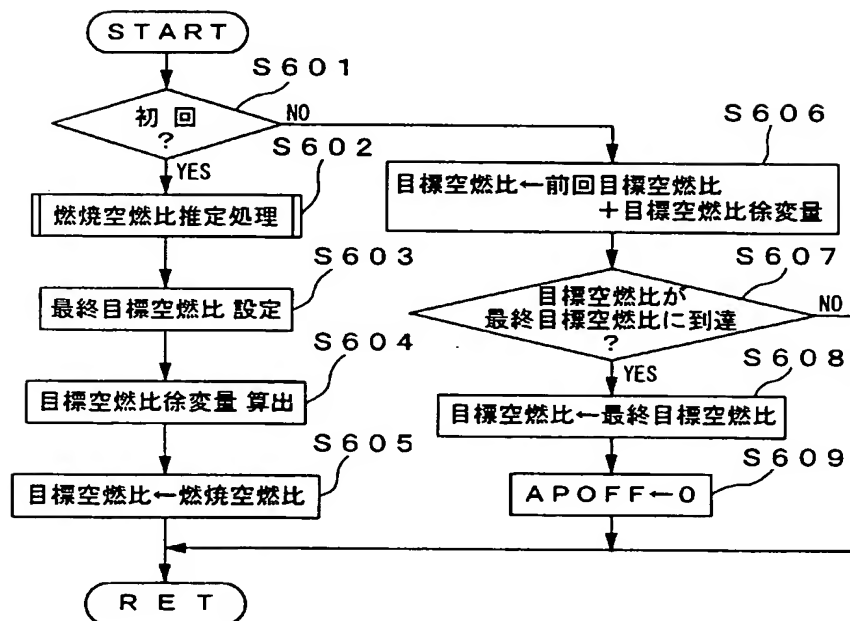 ＳＴＡＲＴ
Ｓ６０１
初回
？
NO
YES
Ｓ６０２
燃焼空燃比推定処理
Ｓ６０３
最終目標空燃比 設定
Ｓ６０４
目標空燃比徐変量 算出
Ｓ６０５
目標空燃比←燃焼空燃比
ＲＥＴ
Ｓ６０６
目標空燃比←前回目標空燃比
＋目標空燃比徐変量
Ｓ６０７
目標空燃比が
最終目標空燃比に到達
？
NO
YES
Ｓ６０８
目標空燃比←最終目標空燃比
Ｓ６０９
ＡＰＯＦＦ←０